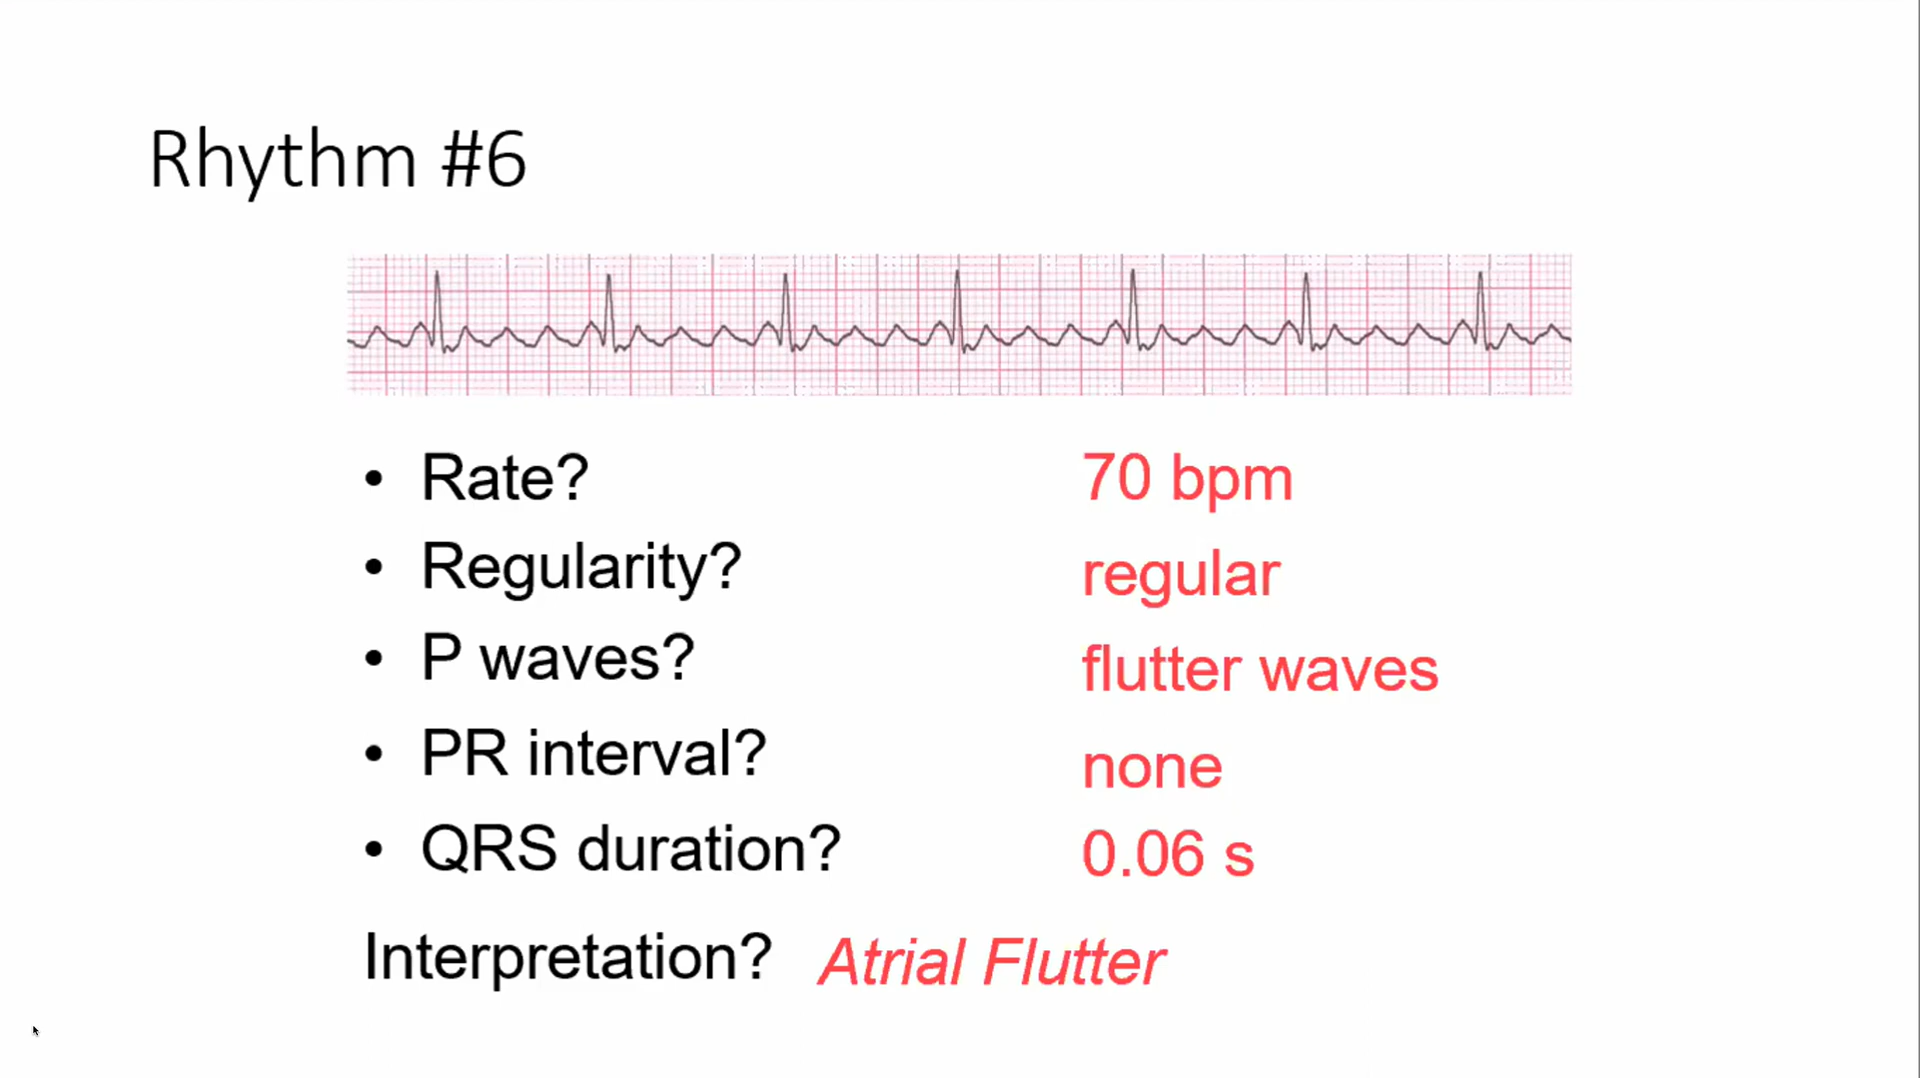 Rhythm #6
• Rate? 70 bpm
• Regularity? regular
• P waves? flutter waves
• PR interval? none
• QRS duration? 0.06 s
Interpretation? Atrial Flutter